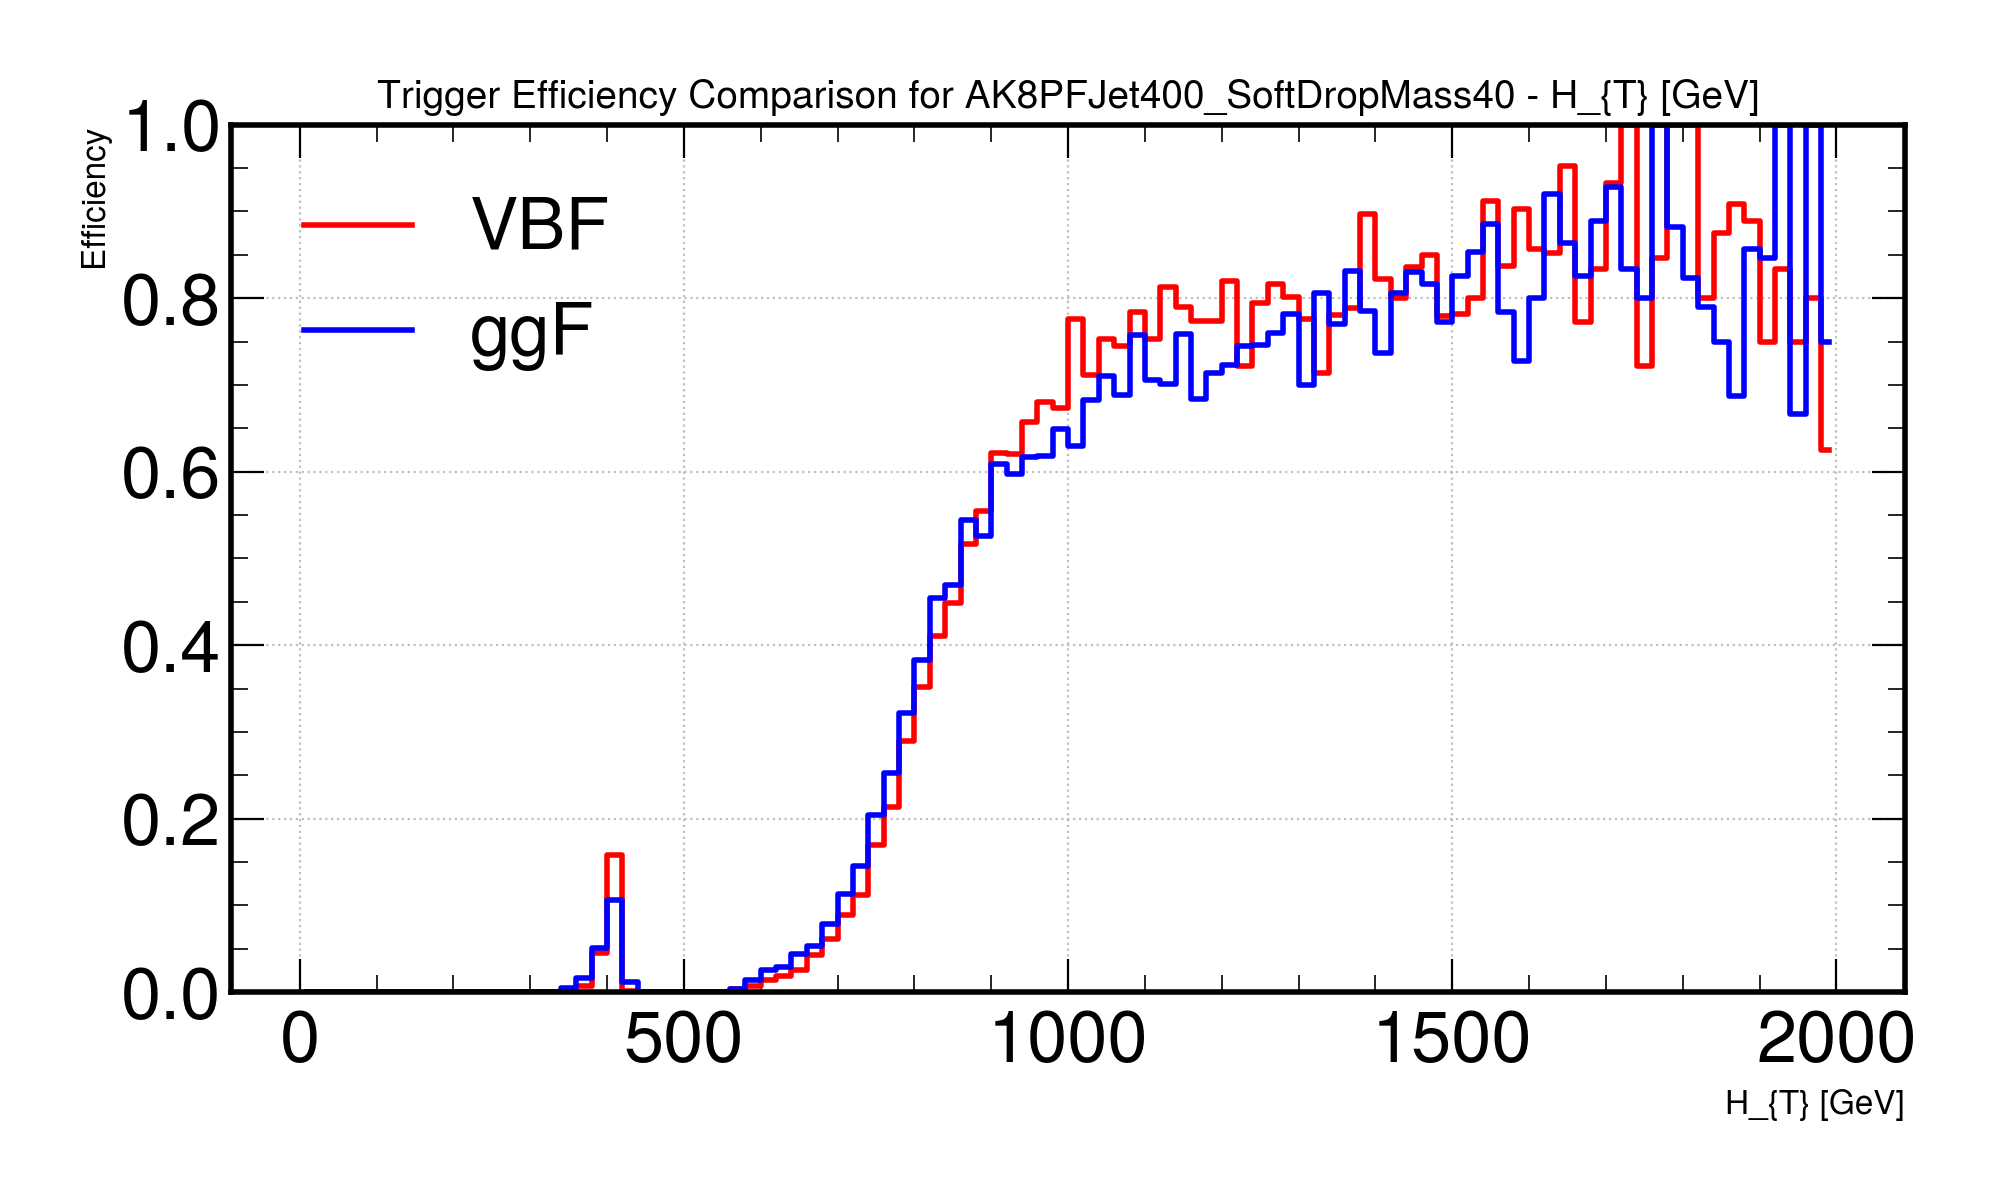 Trigger Efficiency Comparison for AK8PFJet400_SoftDropMass40 - H_{T} [GeV]
Efficiency
1.0
0.8
0.6
0.4
0.2
0.0
VBF
ggF
0 500 1000 1500 2000
H_{T} [GeV]